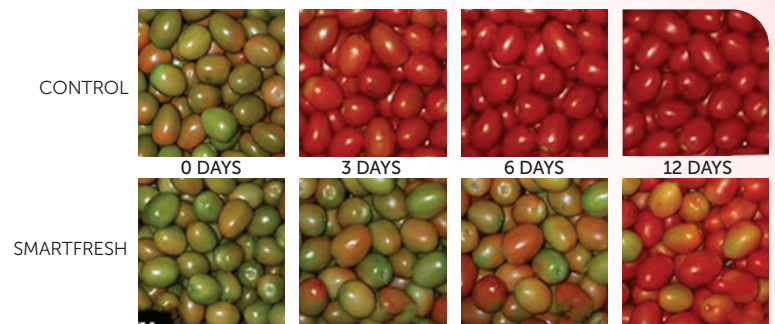 CONTROL
0 DAYS 3 DAYS 6 DAYS 12 DAYS
SMARTFRESH